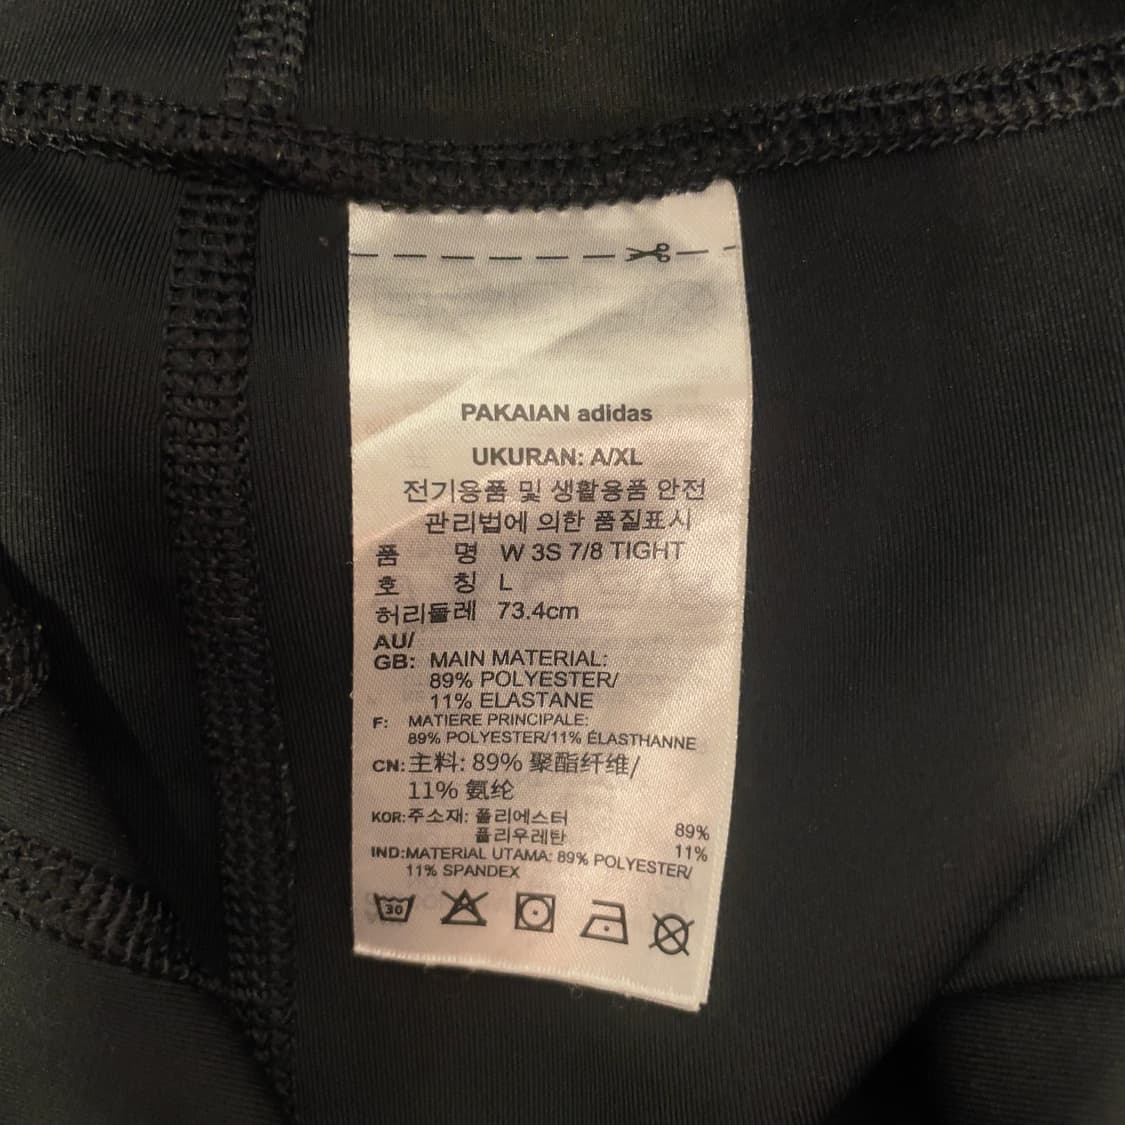 PAKAIAN adidas
UKURAN: A/XL
전기용품 및 생활용품 안전
관리법에 의한 품질표시
품 명 W 3S 7/8 TIGHT
호 칭 L
허리둘레 73.4cm
AU/
GB: MAIN MATERIAL:
89% POLYESTER/
11% ELASTANE
F: MATIERE PRINCIPALE:
89% POLYESTER/11% ÉLASTHANNE
CN: 主料: 89% 聚酯纤维/
11% 氨纶
KOR: 주소재: 폴리에스터 89%
폴리우레탄 11%
IND: MATERIAL UTAMA: 89% POLYESTER/
11% SPANDEX
30